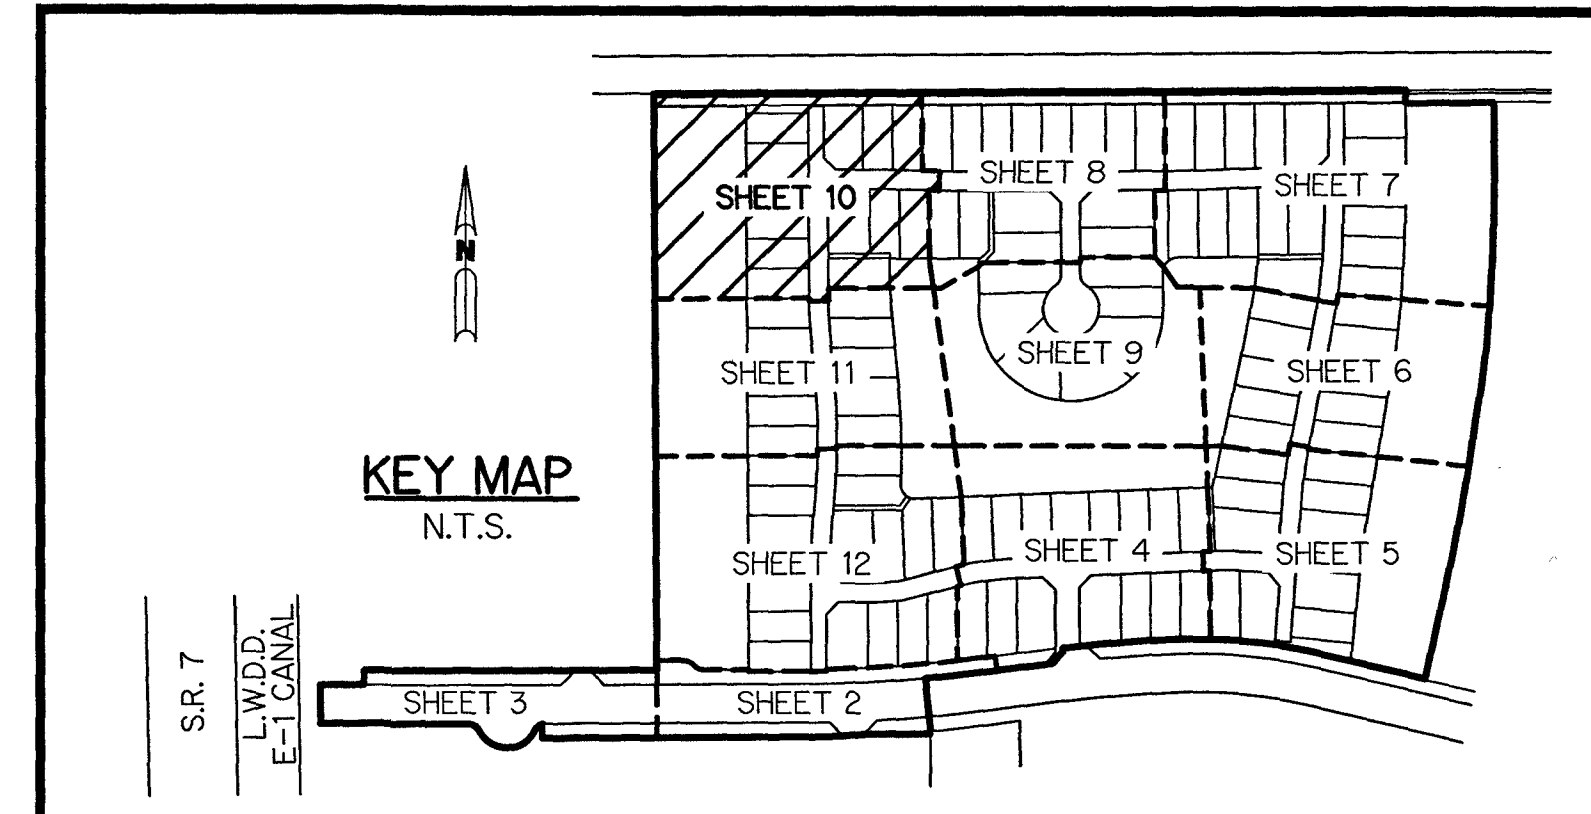 SHEET 8
SHEET 7
SHEET 10
N
SHEET 9
SHEET 11
SHEET 6
KEY MAP
N.T.S.
SHEET 4
SHEET 5
SHEET 12
S.R. 7
L.W.D.D.
E-1 CANAL
SHEET 3
SHEET 2